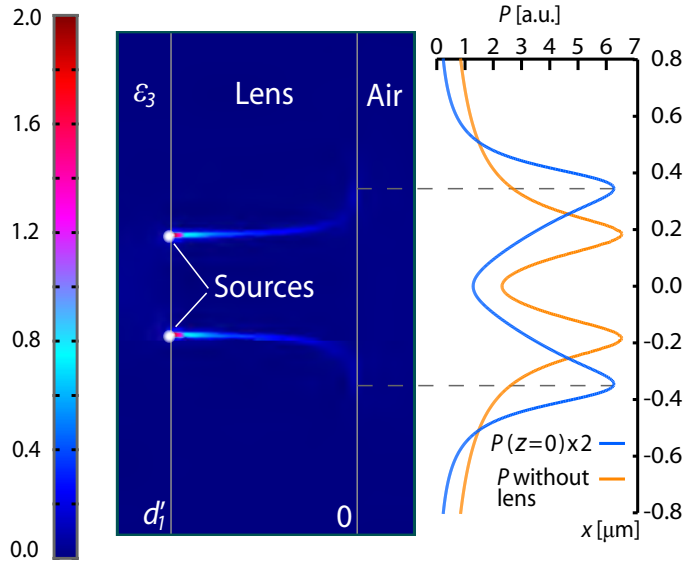 2.0
1.6
1.2
0.8
0.4
0.0
ε₃
Lens
Air
Sources
d′₁
0
P [a.u.]
0 1 2 3 4 5 6 7
0.8
0.6
0.4
0.2
0.0
-0.2
-0.4
-0.6
-0.8
P (z=0) x2
P without
lens
x [μm]